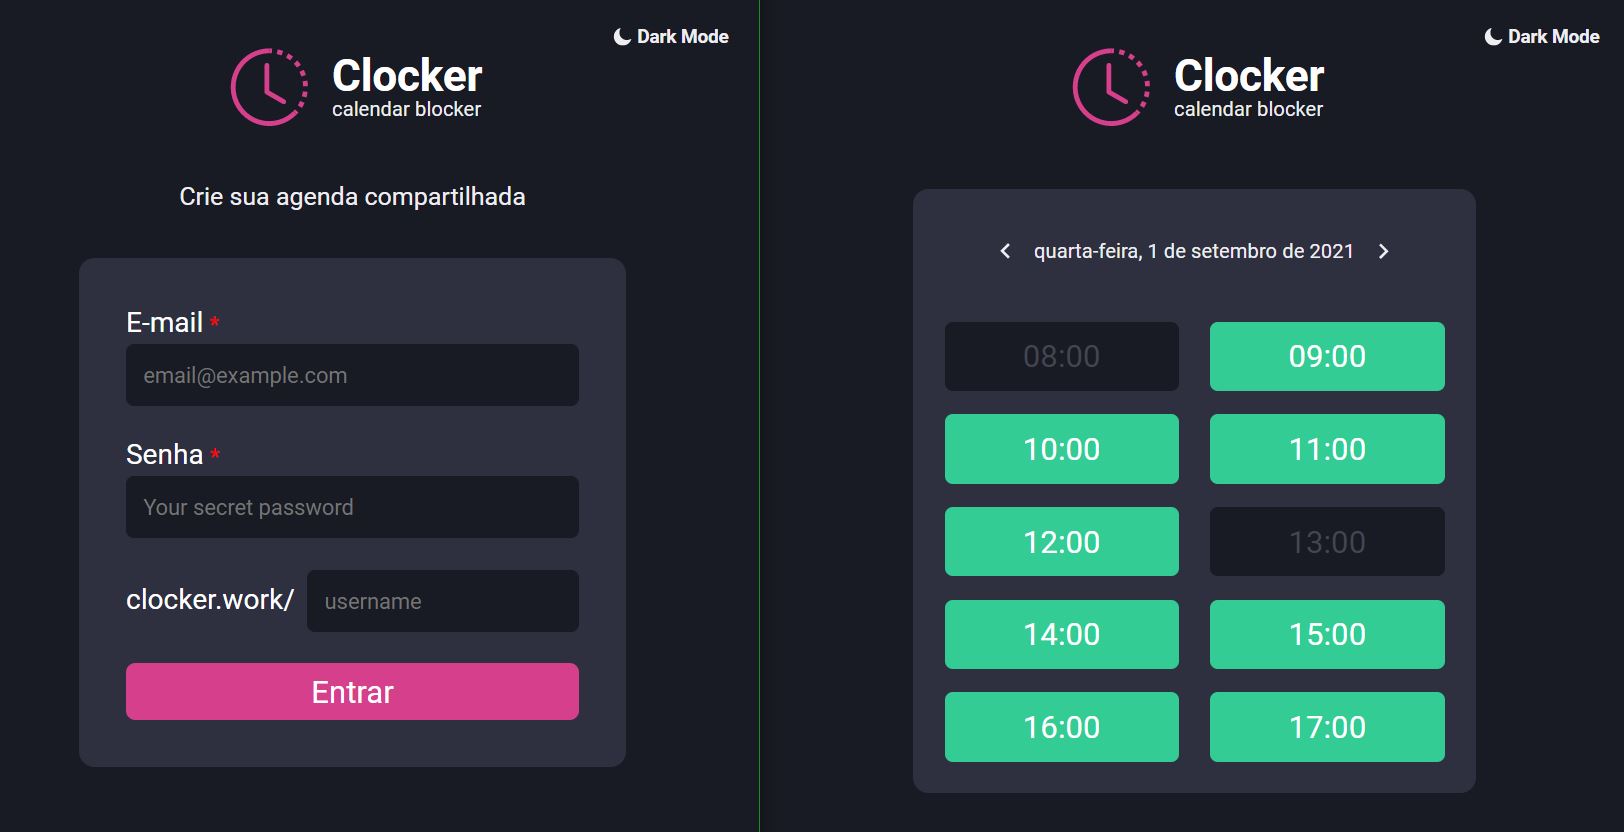 Dark Mode
Clocker
calendar blocker
Crie sua agenda compartilhada
E-mail *
email@example.com
Senha *
Your secret password
clocker.work/ username
Entrar
Dark Mode
Clocker
calendar blocker
quarta-feira, 1 de setembro de 2021
08:00 09:00
10:00 11:00
12:00 13:00
14:00 15:00
16:00 17:00